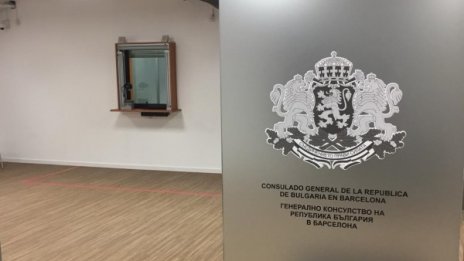 CONSULADO GENERAL DE LA REPUBLICA
DE BULGARIA EN BARCELONA
ГЕНЕРАЛНО КОНСУЛСТВО НА
РЕПУБЛИКА БЪЛГАРИЯ
В БАРСЕЛОНА